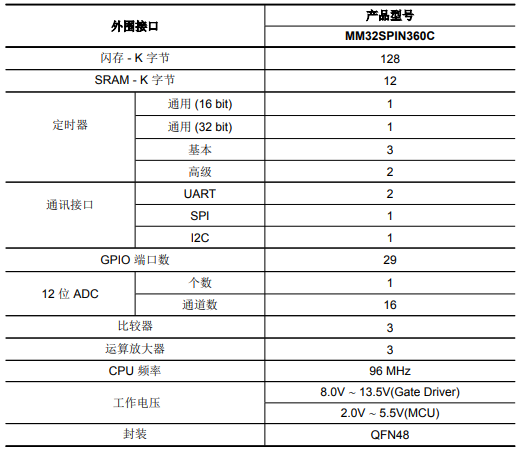 外围接口 产品型号
MM32SPIN360C
闪存 - K 字节 128
SRAM - K 字节 12
定时器 通用 (16 bit) 1
通用 (32 bit) 1
基本 3
高级 2
通讯接口 UART 2
SPI 1
I2C 1
GPIO 端口数 29
12 位 ADC 个数 1
通道数 16
比较器 3
运算放大器 3
CPU 频率 96 MHz
工作电压 8.0V ~ 13.5V(Gate Driver)
2.0V ~ 5.5V(MCU)
封装 QFN48